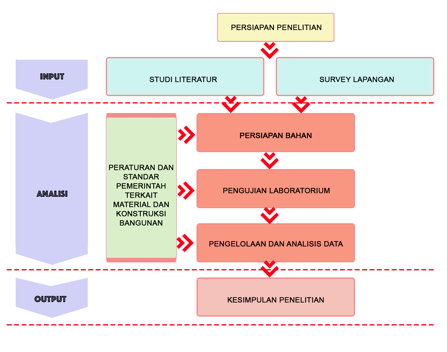 PERSIAPAN PENELITIAN
INPUT
STUDI LITERATUR
SURVEY LAPANGAN
ANALISI
PERATURAN DAN
STANDAR
PEMERINTAH
TERKAIT
MATERIAL DAN
KONSTRUKSI
BANGUNAN
PERSIAPAN BAHAN
PENGUJIAN LABORATORIUM
PENGELOLAAN DAN ANALISIS DATA
OUTPUT
KESIMPULAN PENELITIAN